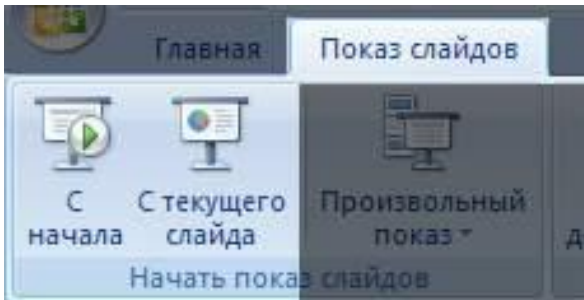 Главная Показ слайдов
С начала
С текущего слайда
Произвольный показ
Начать показ слайдов